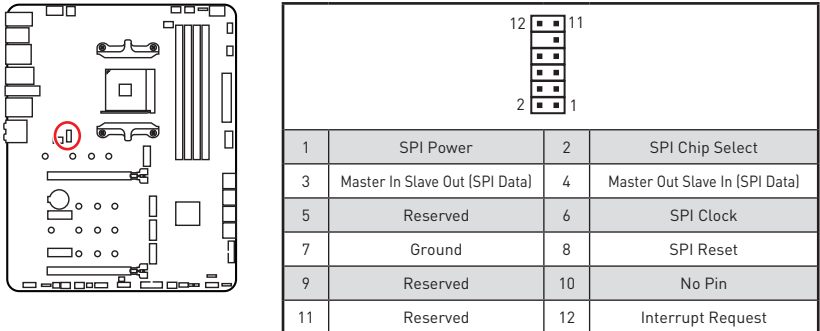 12 11
2 1
1 SPI Power 2 SPI Chip Select
3 Master In Slave Out (SPI Data) 4 Master Out Slave In (SPI Data)
5 Reserved 6 SPI Clock
7 Ground 8 SPI Reset
9 Reserved 10 No Pin
11 Reserved 12 Interrupt Request